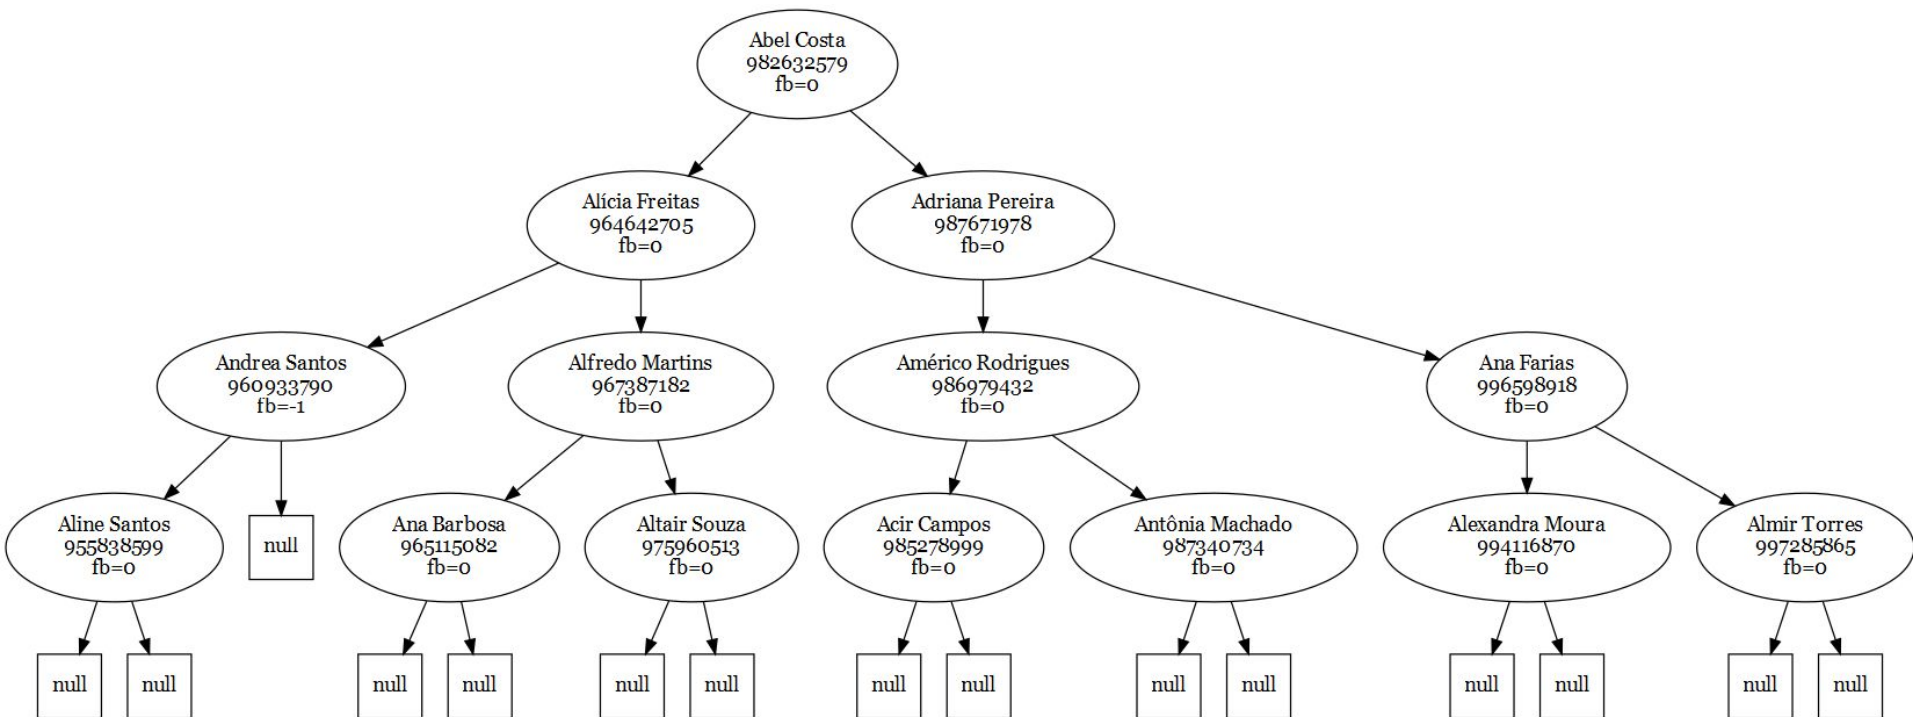 Abel Costa
982632579
fb=0
Alícia Freitas
964642705
fb=0
Adriana Pereira
987671978
fb=0
Andrea Santos
960933790
fb=-1
Alfredo Martins
967387182
fb=0
Américo Rodrigues
986979432
fb=0
Ana Farias
996598918
fb=0
Aline Santos
955838599
fb=0
null
Ana Barbosa
965115082
fb=0
Altair Souza
975960513
fb=0
Acir Campos
985278999
fb=0
Antônia Machado
987340734
fb=0
Alexandra Moura
994116870
fb=0
Almir Torres
997285865
fb=0
null
null
null
null
null
null
null
null
null
null
null
null
null
null